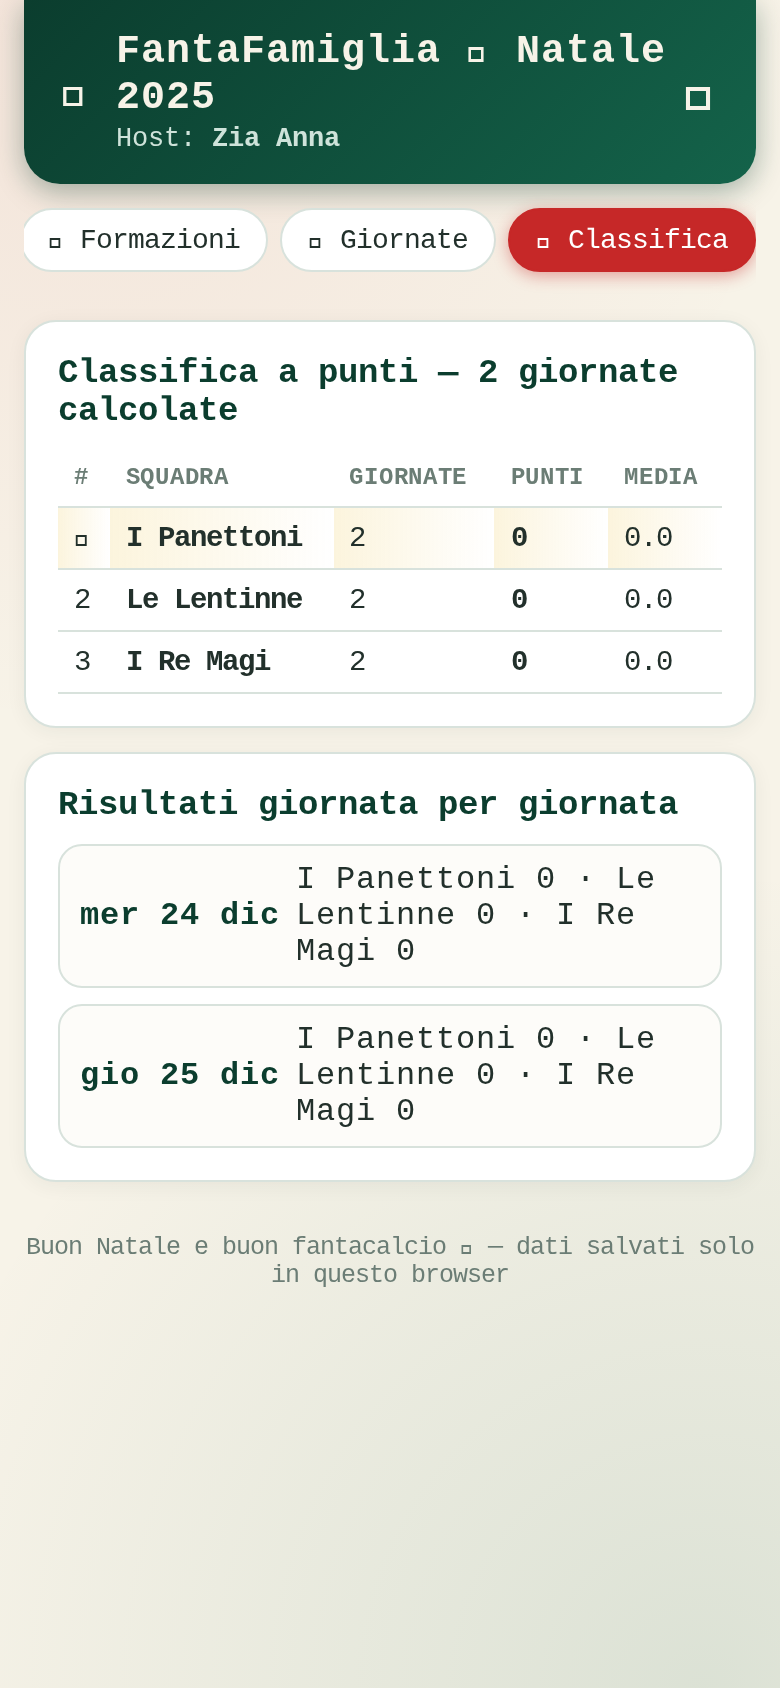 FantaFamiglia Natale
2025
Host: Zia Anna
Formazioni
Giornate
Classifica
Classifica a punti — 2 giornate
calcolate
# SQUADRA GIORNATE PUNTI MEDIA
I Panettoni 2 0 0.0
2 Le Lentinne 2 0 0.0
3 I Re Magi 2 0 0.0
Risultati giornata per giornata
mer 24 dic
I Panettoni 0 · Le
Lentinne 0 · I Re
Magi 0
gio 25 dic
I Panettoni 0 · Le
Lentinne 0 · I Re
Magi 0
Buon Natale e buon fantacalcio — dati salvati solo
in questo browser